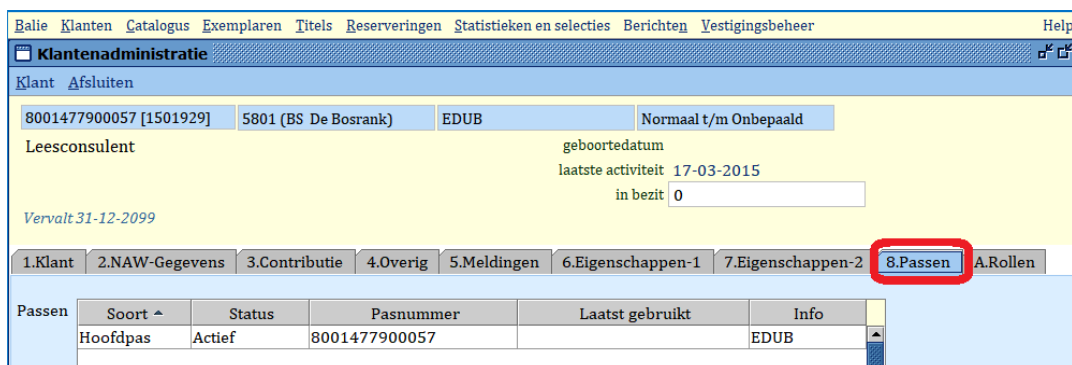 Balie Klanten Catalogus Exemplaren Titels Reserveringen Statistieken en selecties Berichten Vestigingsbeheer Help
Klantenadministratie
Klant Afsluiten
8001477900057 [1501929] 5801 (BS De Bosrank) EDUB Normaal t/m Onbepaald
Leesconsulent geboortedatum
laatste activiteit 17-03-2015
in bezit 0
Vervalt 31-12-2099
1.Klant 2.NAW-Gegevens 3.Contributie 4.Overig 5.Meldingen 6.Eigenschappen-1 7.Eigenschappen-2 8.Passen A.Rollen
Passen Soort Status Pasnummer Laatst gebruikt Info
Hoofdpas Actief 8001477900057 EDUB